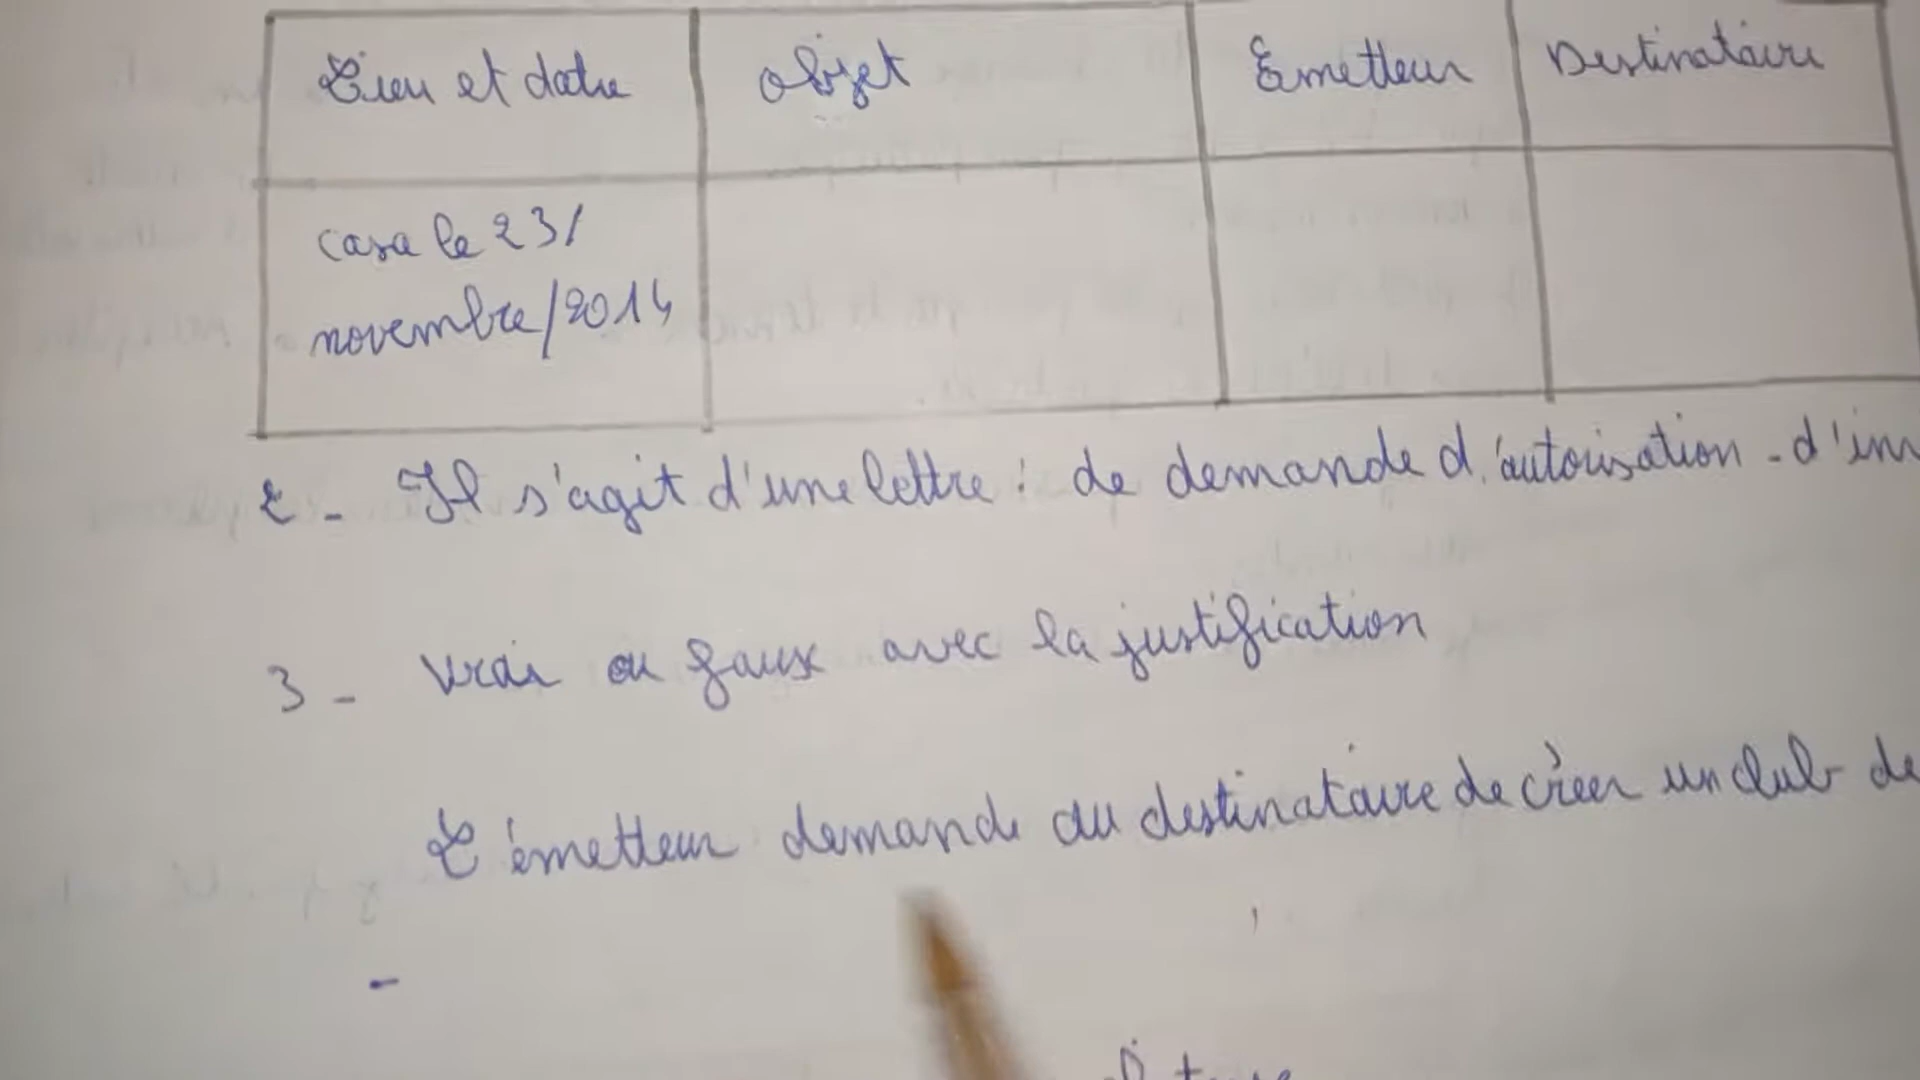 Lieu et date
objet
Emetteur
Destinataire
casa le 23/
novembre/2014
2 - Il s'agit d'une lettre : de demande d'autorisation - d'in
3 - Vrai ou faux avec la justification
L'émetteur demande au destinataire de créer un club de
-